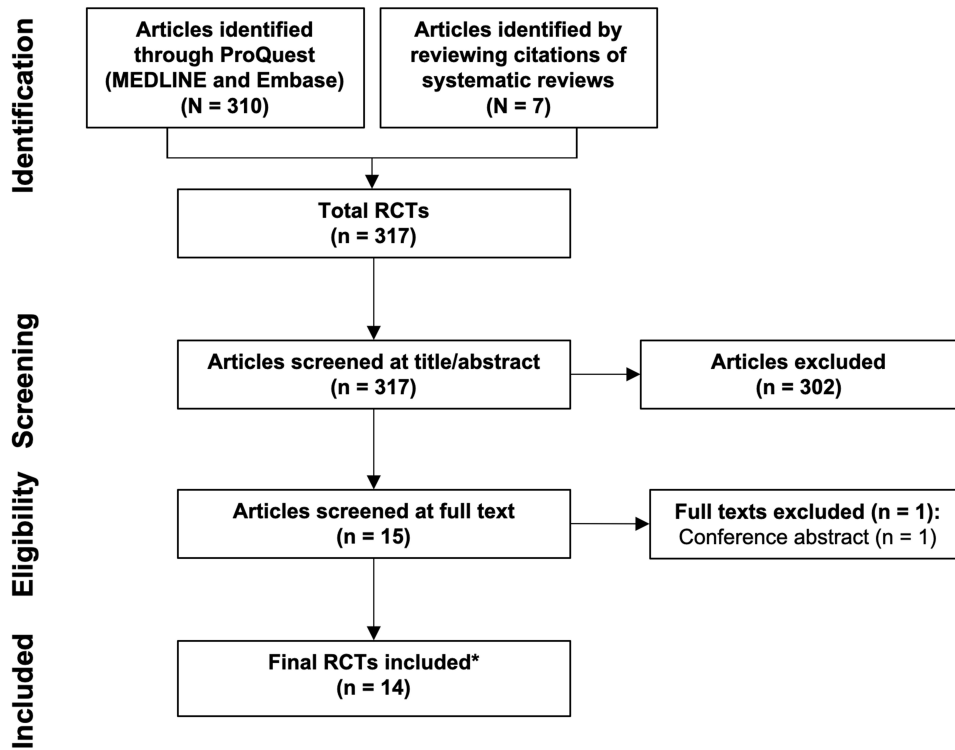 Identification
Articles identified
through ProQuest
(MEDLINE and Embase)
(N = 310)
Articles identified by
reviewing citations of
systematic reviews
(N = 7)
Total RCTs
(n = 317)
Screening
Articles screened at title/abstract
(n = 317)
Articles excluded
(n = 302)
Eligibility
Articles screened at full text
(n = 15)
Full texts excluded (n = 1):
Conference abstract (n = 1)
Included
Final RCTs included*
(n = 14)